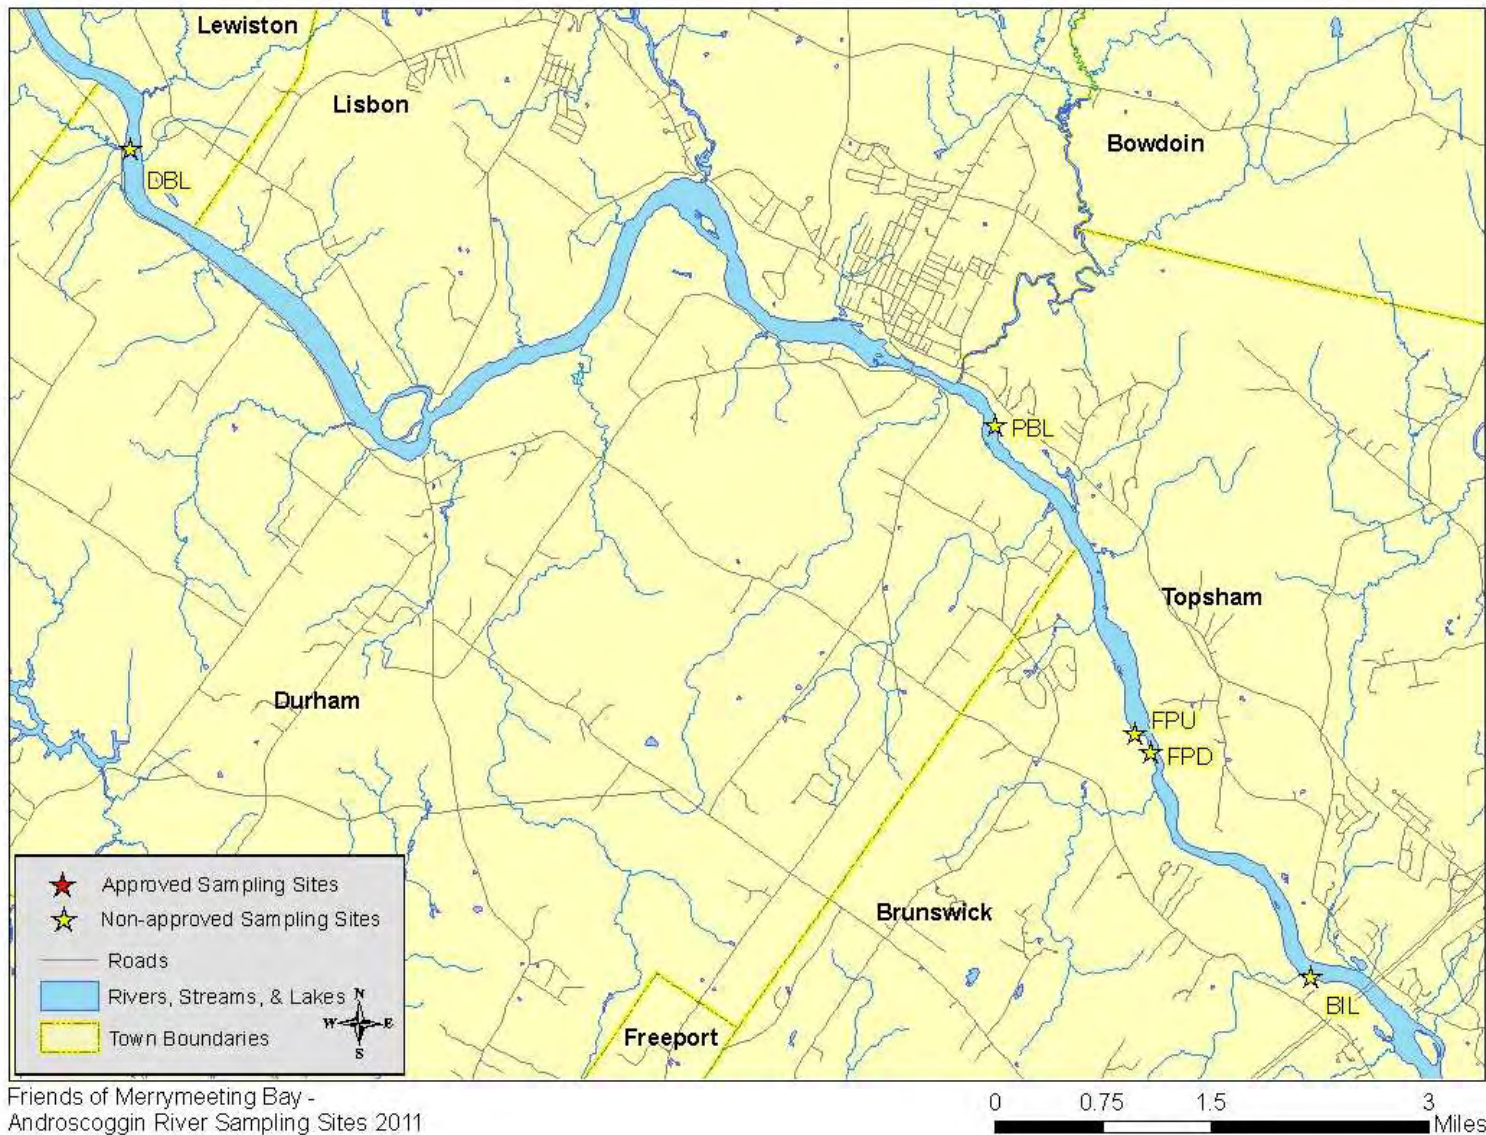 Lewiston
Lisbon
Bowdoin
DBL
PBL
Topsham
Durham
FPU
FPD
Brunswick
BIL
Freeport
Approved Sampling Sites
Non-approved Sampling Sites
Roads
Rivers, Streams, & Lakes
Town Boundaries
N
W E
S
Friends of Merrymeeting Bay -
Androscoggin River Sampling Sites 2011
0 0.75 1.5 3
Miles